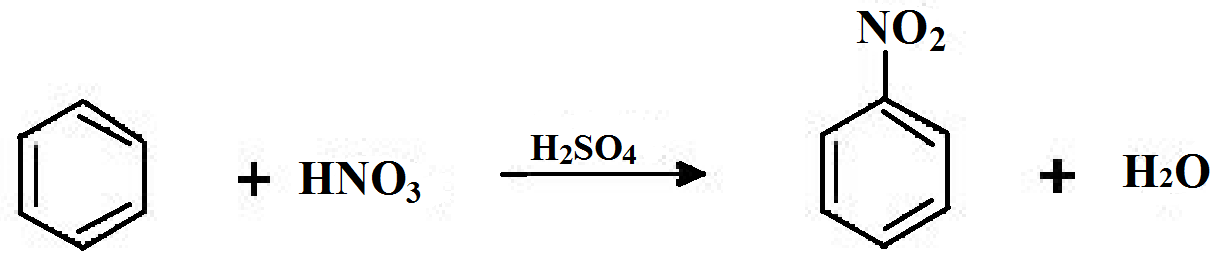 NO₂
+ HNO₃ H₂SO₄ + H₂O